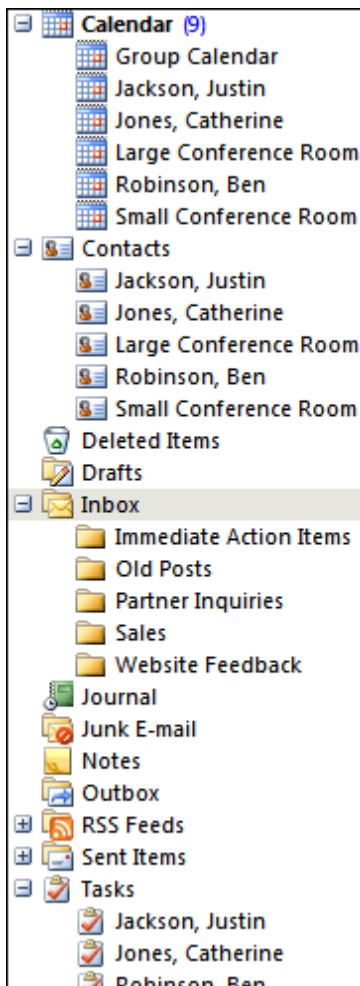 Calendar (9)
Group Calendar
Jackson, Justin
Jones, Catherine
Large Conference Room
Robinson, Ben
Small Conference Room
Contacts
Jackson, Justin
Jones, Catherine
Large Conference Room
Robinson, Ben
Small Conference Room
Deleted Items
Drafts
Inbox
Immediate Action Items
Old Posts
Partner Inquiries
Sales
Website Feedback
Journal
Junk E-mail
Notes
Outbox
RSS Feeds
Sent Items
Tasks
Jackson, Justin
Jones, Catherine
Robinson, Ben